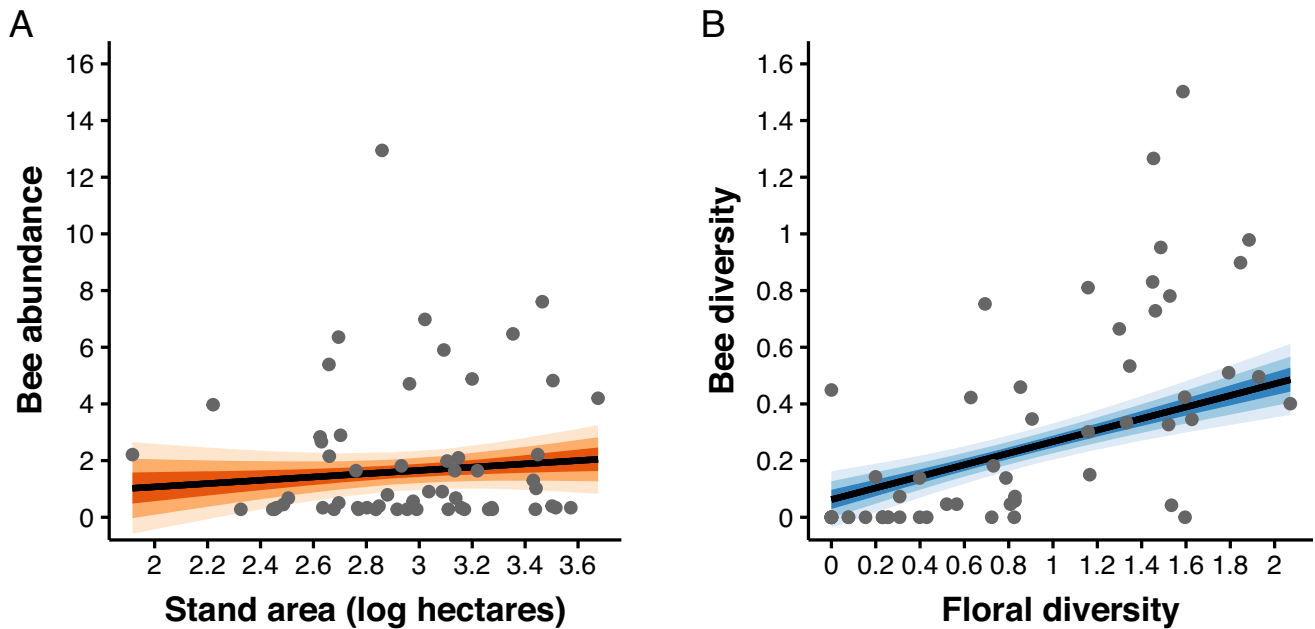 A
16
14
12
10
8
6
4
2
0
Bee abundance
2 2.2 2.4 2.6 2.8 3 3.2 3.4 3.6
Stand area (log hectares)
B
1.6
1.4
1.2
1
0.8
0.6
0.4
0.2
0
Bee diversity
0 0.2 0.4 0.6 0.8 1 1.2 1.4 1.6 1.8 2
Floral diversity